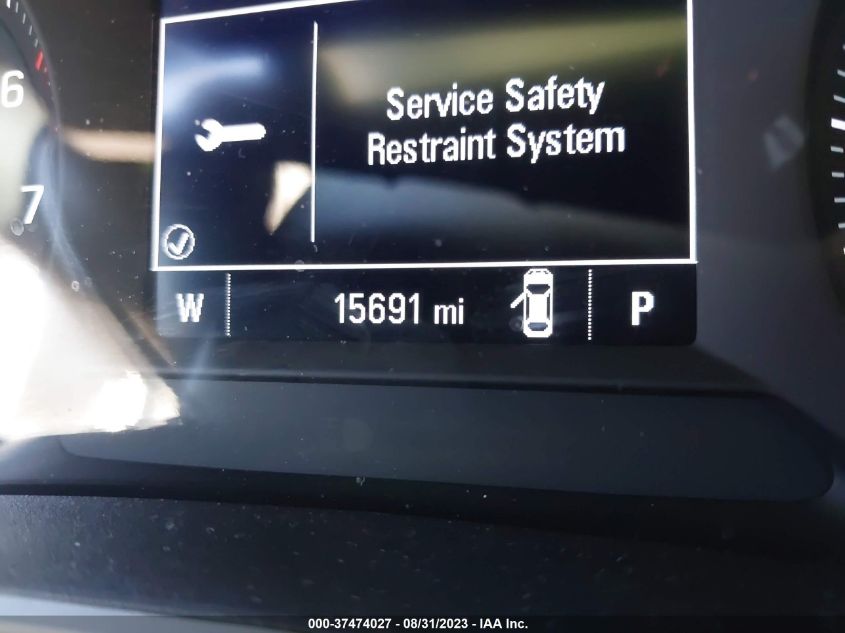 6
7
Service Safety
Restraint System
W 15691 mi P
000-37474027 - 08/31/2023 - IAA Inc.